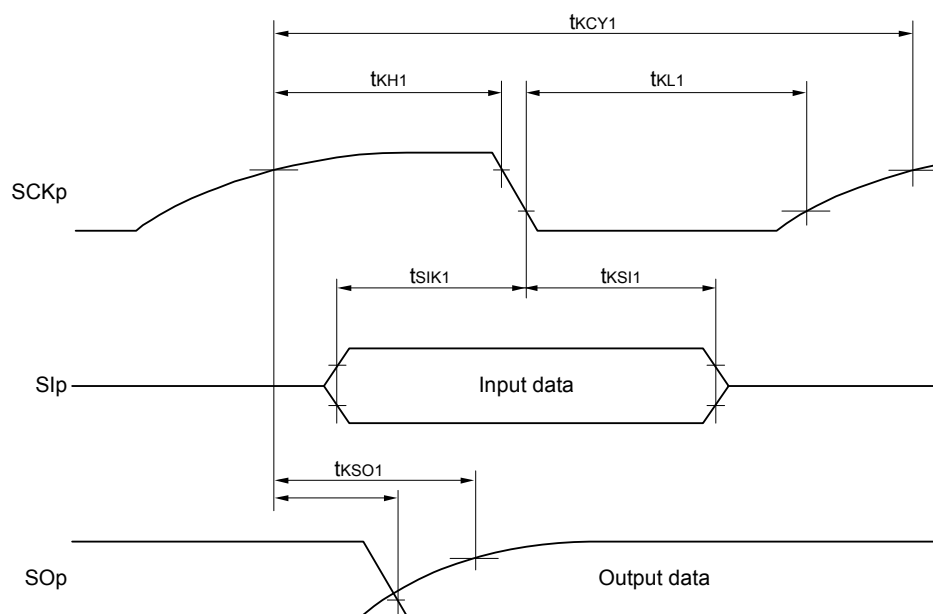 tKCY1
tKH1 tKL1
SCKp
tSIK1 tKSI1
SIp Input data
tKSO1
SOp Output data